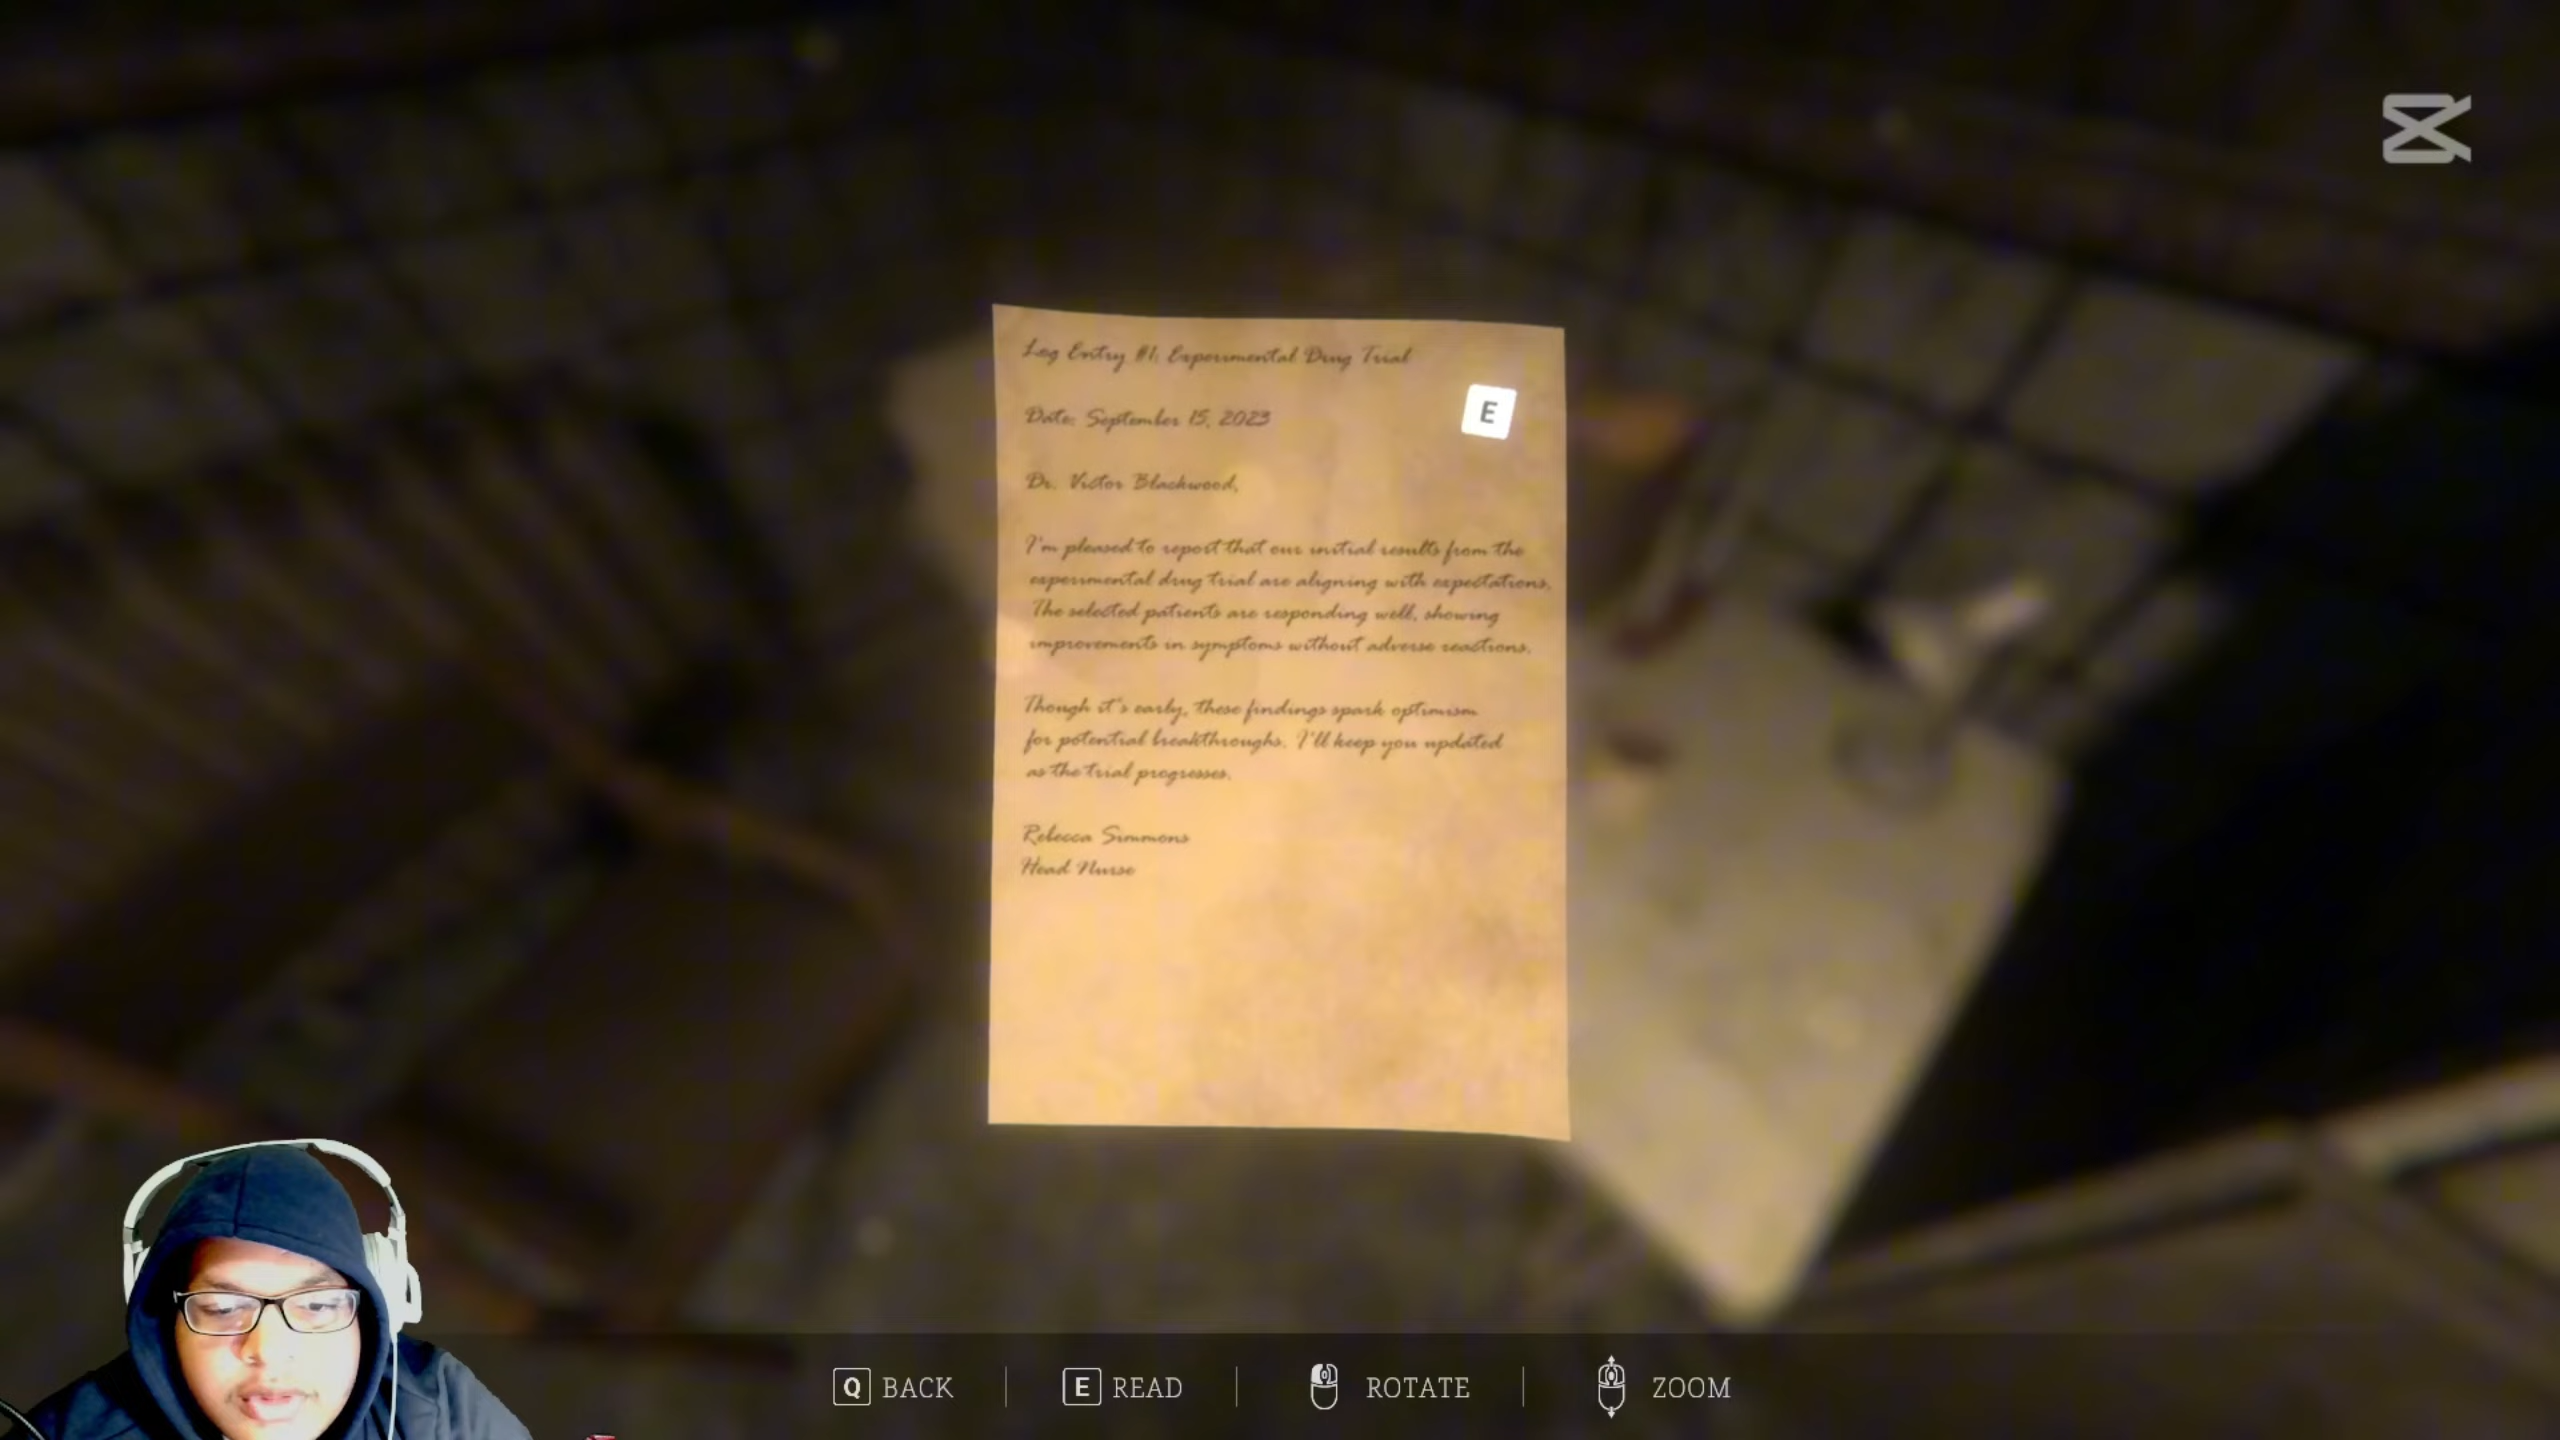 Log Entry #1: Experimental Drug Trial
E
Date: September 15, 2023
Dr. Victor Blackwood,
I'm pleased to report that our initial results from the
experimental drug trial are aligning with expectations.
The selected patients are responding well, showing
improvements in symptoms without adverse reactions.
Though it's early, these findings spark optimism
for potential breakthroughs. I'll keep you updated
as the trial progresses.
Rebecca Simmons
Head Nurse
Q BACK
E READ
ROTATE
ZOOM